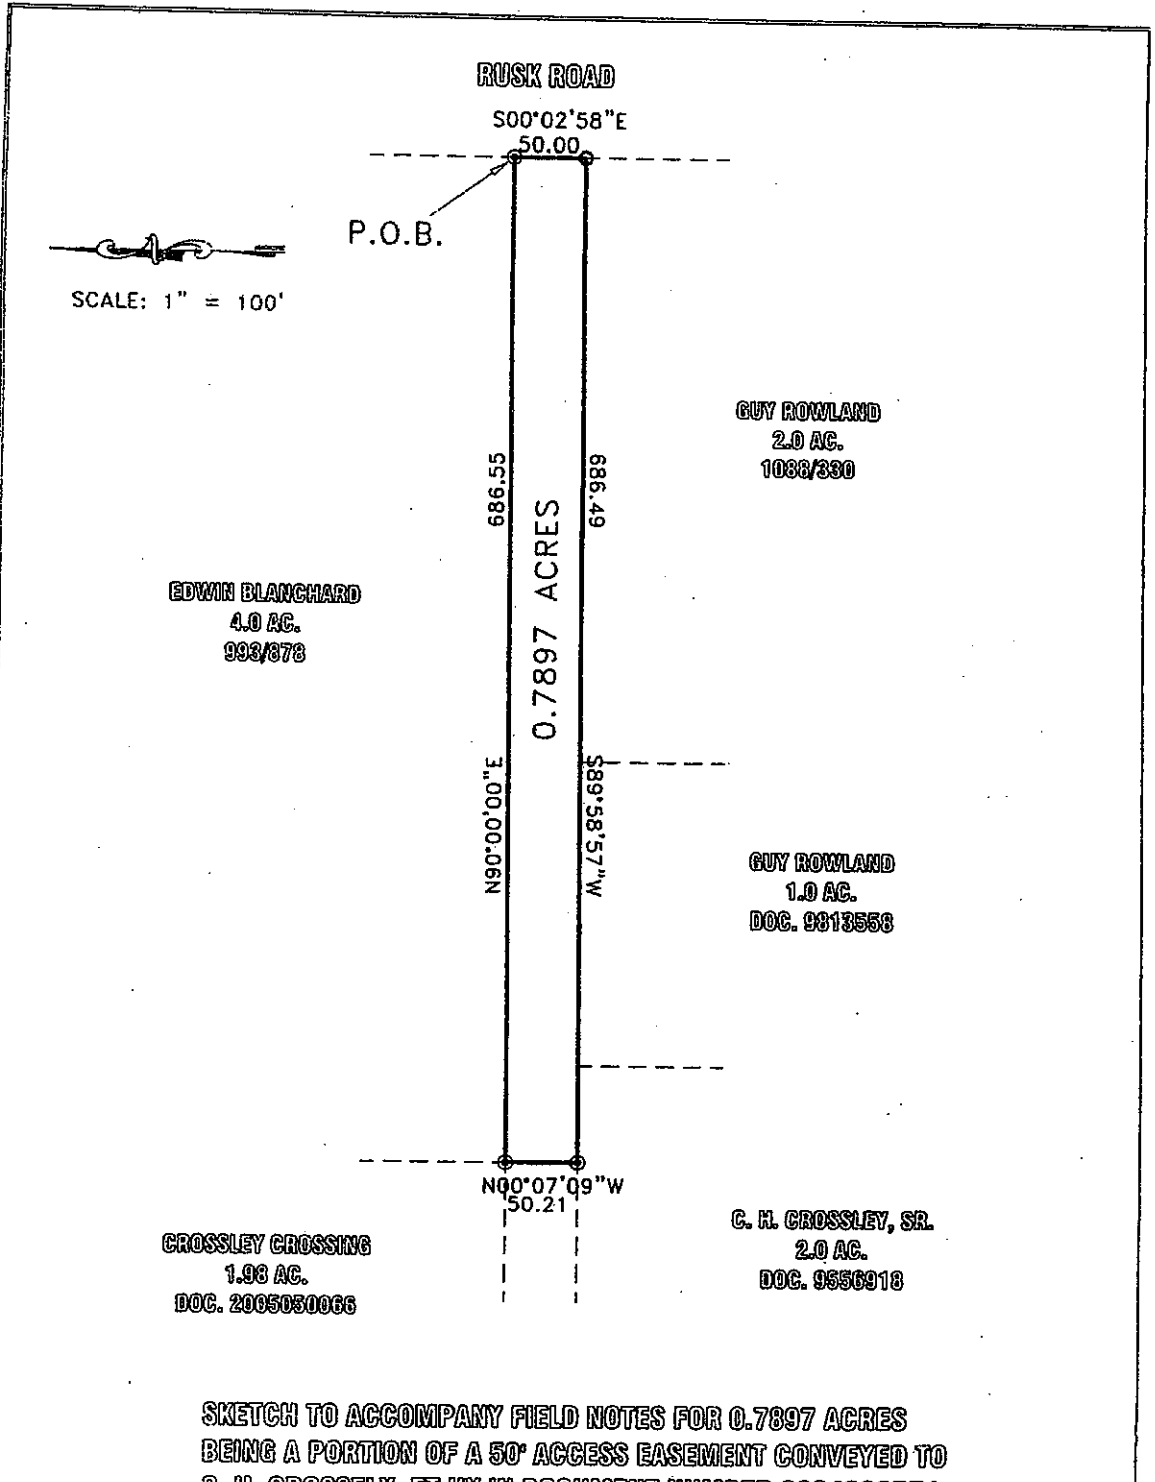 RUSK ROAD
S00°02'58"E
50.00
P.O.B.
SCALE: 1" = 100'
GUY ROWLAND
2.0 AC.
1088/330
686.55
686.49
0.7897 ACRES
EDWIN BLANCHARD
4.0 AC.
993/878
N90°00'00"E
S89°58'57"W
GUY ROWLAND
1.0 AC.
DOC. 9813558
N00°07'09"W
50.21
C. H. CROSSLEY, SR.
2.0 AC.
DOC. 9556918
CROSSLEY CROSSING
1.98 AC.
DOC. 2005050066
SKETCH TO ACCOMPANY FIELD NOTES FOR 0.7897 ACRES
BEING A PORTION OF A 50' ACCESS EASEMENT CONVEYED TO